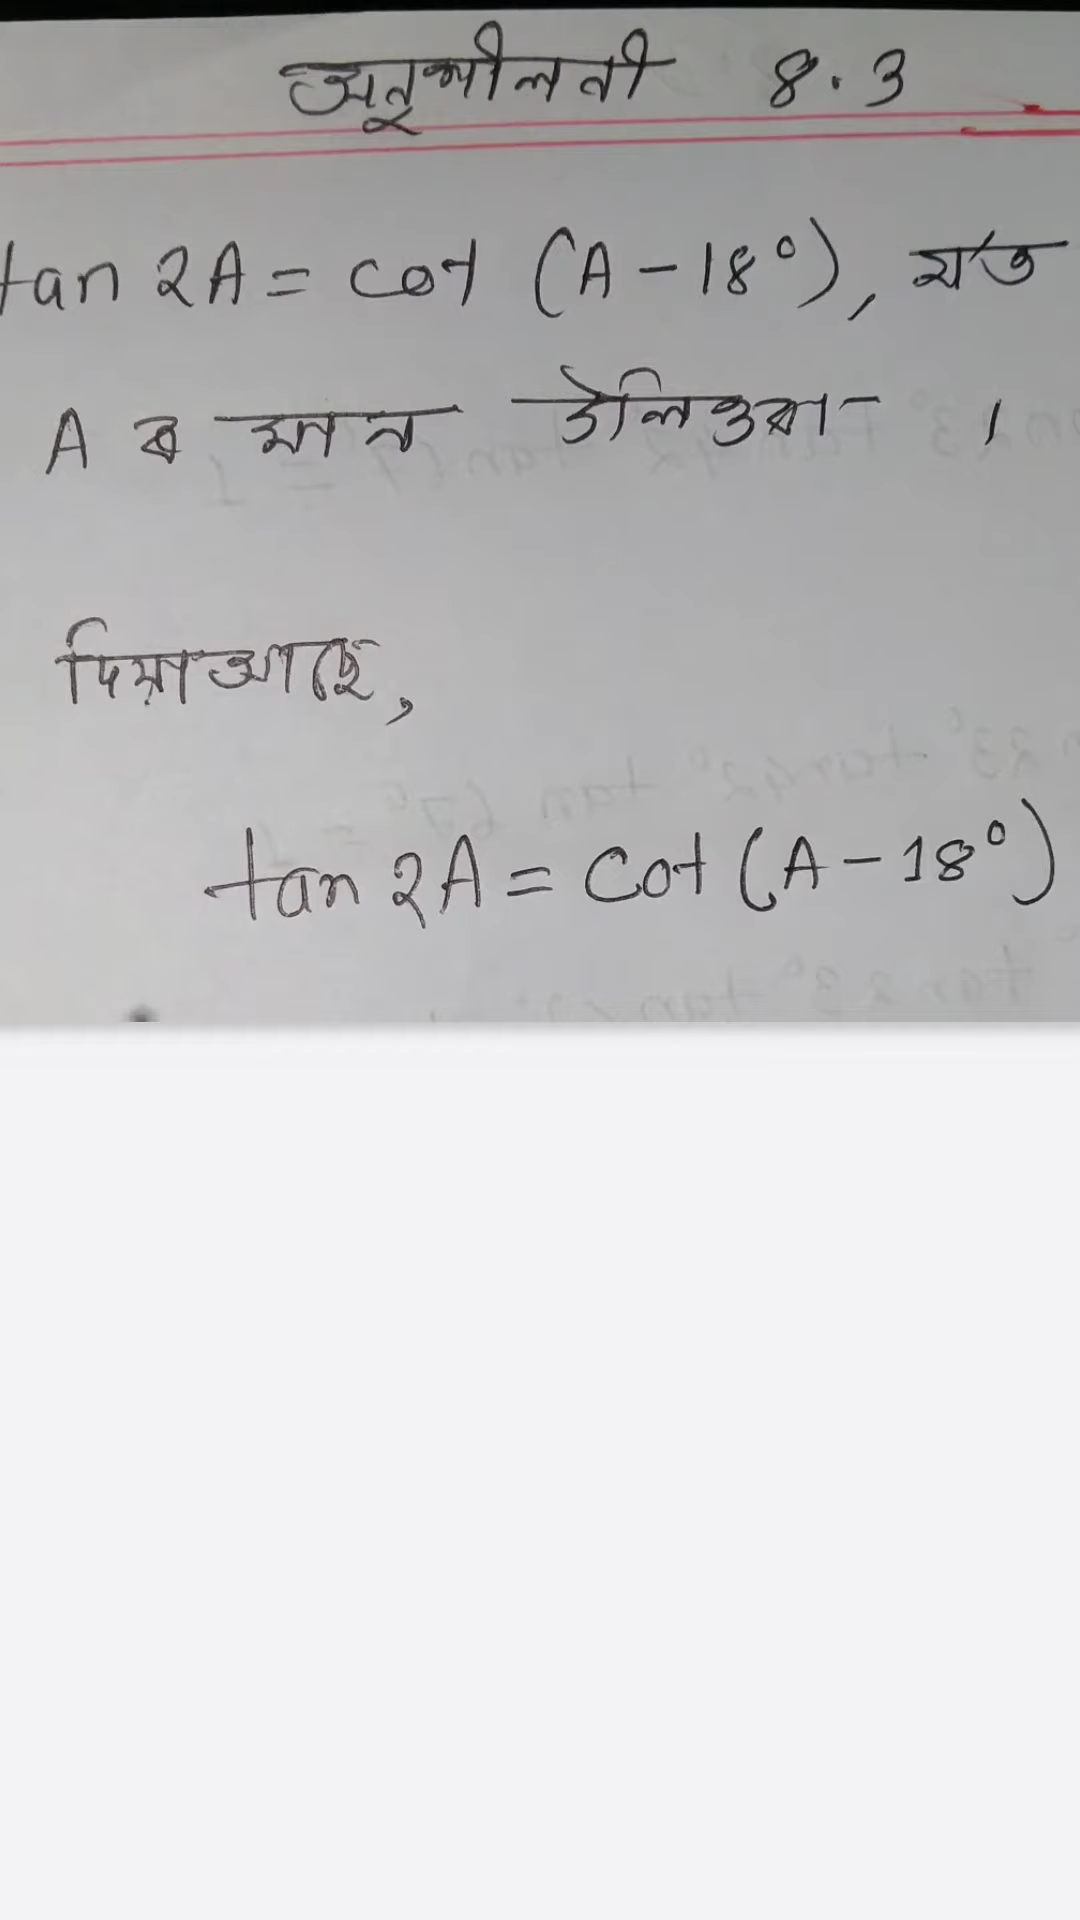 অনুশীলনী 8.3
tan 2A = cot (A - 18°), য'ত
A ৰ মান উলিওৱা ।
দিয়া আছে,
tan 2A = Cot (A - 18°)